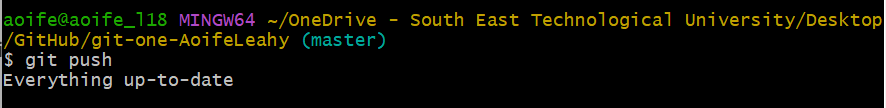 aoife@aoife_l18 MINGW64 ~/OneDrive - South East Technological University/Desktop
/GitHub/git-one-AoifeLeahy (master)
$ git push
Everything up-to-date